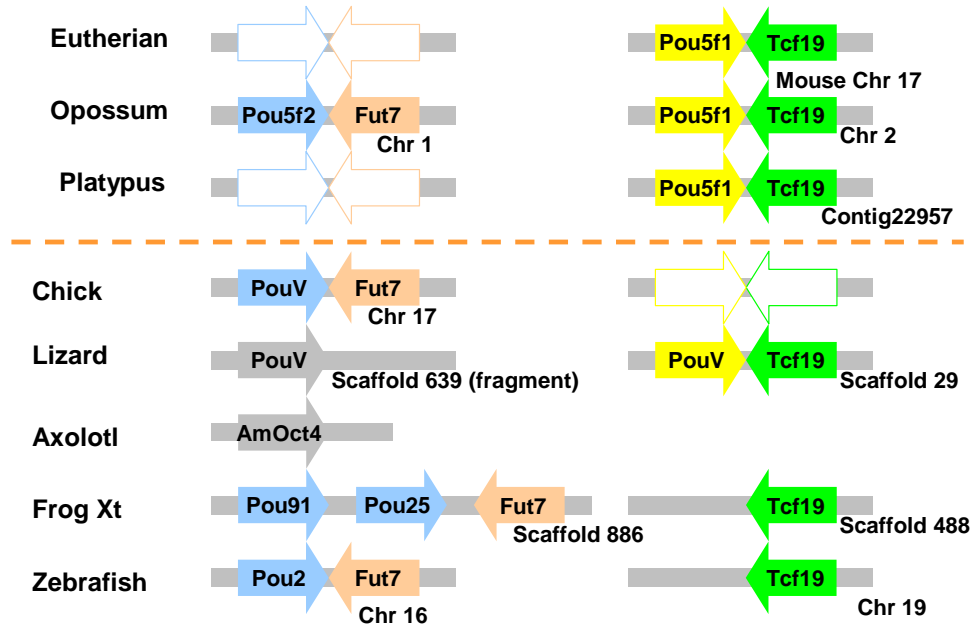 Eutherian
Pou5f1 Tcf19
Mouse Chr 17
Opossum
Pou5f2 Fut7
Chr 1
Pou5f1 Tcf19
Chr 2
Platypus
Pou5f1 Tcf19
Contig22957
Chick
PouV Fut7
Chr 17
Lizard
PouV
Scaffold 639 (fragment)
PouV Tcf19
Scaffold 29
Axolotl
AmOct4
Frog Xt
Pou91 Pou25 Fut7
Scaffold 886
Tcf19
Scaffold 488
Zebrafish
Pou2 Fut7
Chr 16
Tcf19
Chr 19